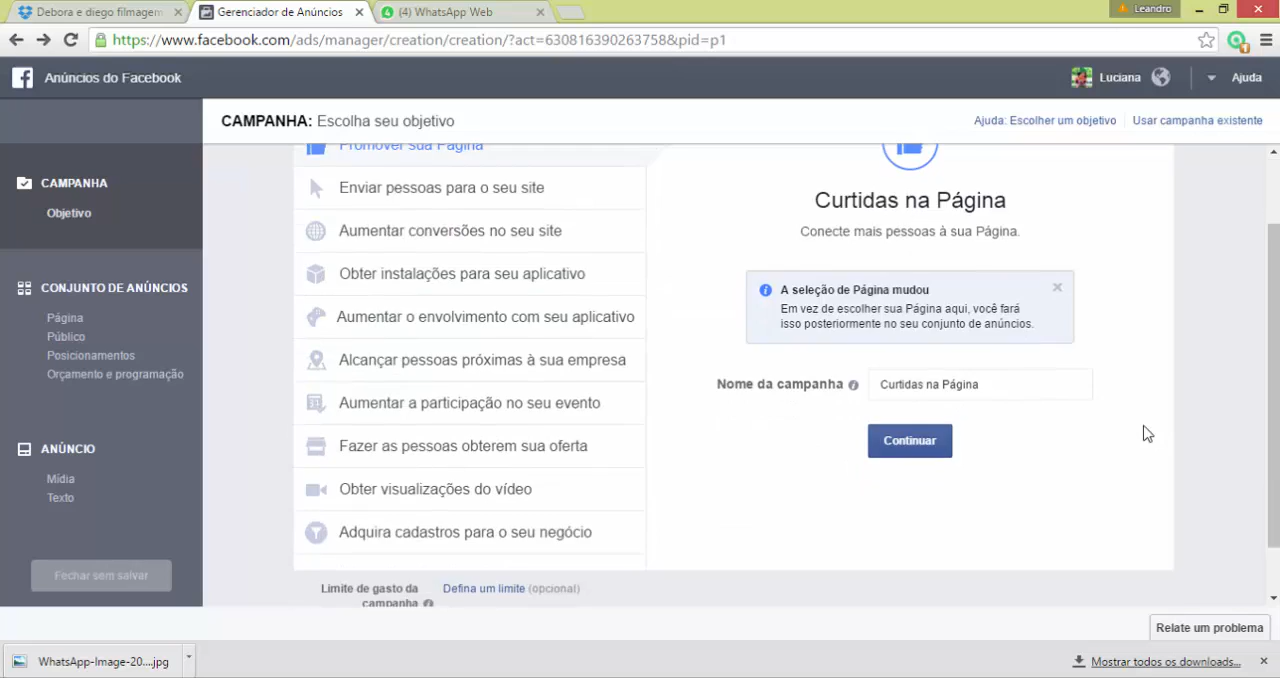 Debora e diego filmagem
Gerenciador de Anúncios
(4) WhatsApp Web
Leandro
https://www.facebook.com/ads/manager/creation/creation/?act=630816390263758&pid=p1
Anúncios do Facebook
Luciana
Ajuda
CAMPANHA: Escolha seu objetivo
Ajuda: Escolher um objetivo
Usar campanha existente
CAMPANHA
Objetivo
CONJUNTO DE ANÚNCIOS
Página
Público
Posicionamentos
Orçamento e programação
ANÚNCIO
Mídia
Texto
Fechar sem salvar
Promover sua Página
Enviar pessoas para o seu site
Aumentar conversões no seu site
Obter instalações para seu aplicativo
Aumentar o envolvimento com seu aplicativo
Alcançar pessoas próximas à sua empresa
Aumentar a participação no seu evento
Fazer as pessoas obterem sua oferta
Obter visualizações do vídeo
Adquira cadastros para o seu negócio
Limite de gasto da
campanha
Defina um limite (opcional)
Curtidas na Página
Conecte mais pessoas à sua Página.
A seleção de Página mudou
Em vez de escolher sua Página aqui, você fará
isso posteriormente no seu conjunto de anúncios.
Nome da campanha
Curtidas na Página
Continuar
Relate um problema
WhatsApp-Image-20....jpg
Mostrar todos os downloads...